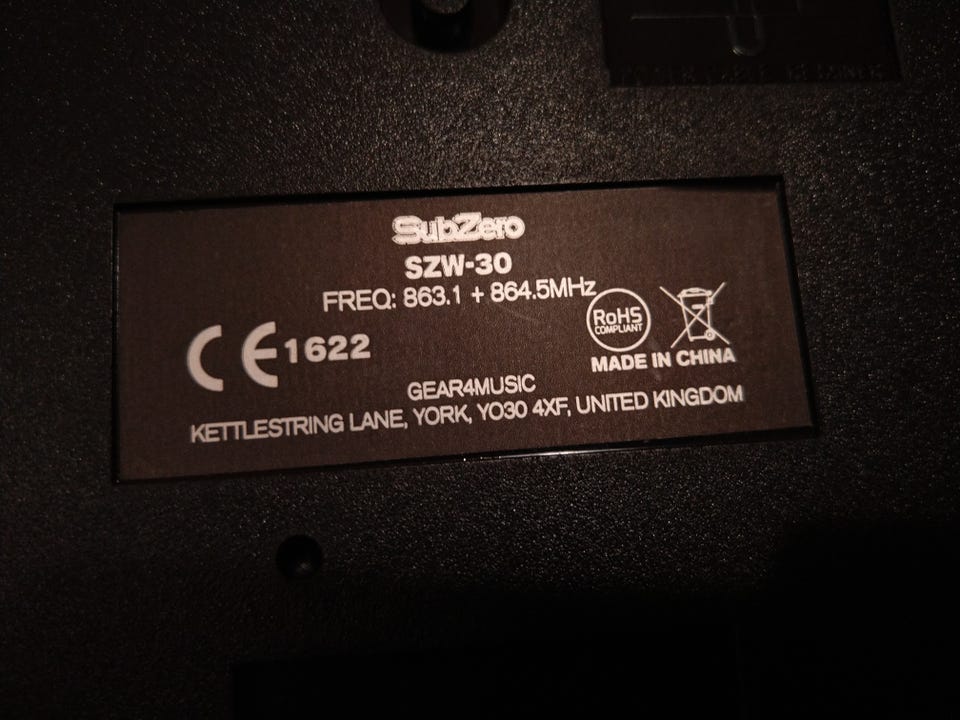 SubZero
SZW-30
FREQ: 863.1 + 864.5MHz
RoHS
COMPLIANT
CE 1622
MADE IN CHINA
GEAR4MUSIC
KETTLESTRING LANE, YORK, YO30 4XF, UNITED KINGDOM